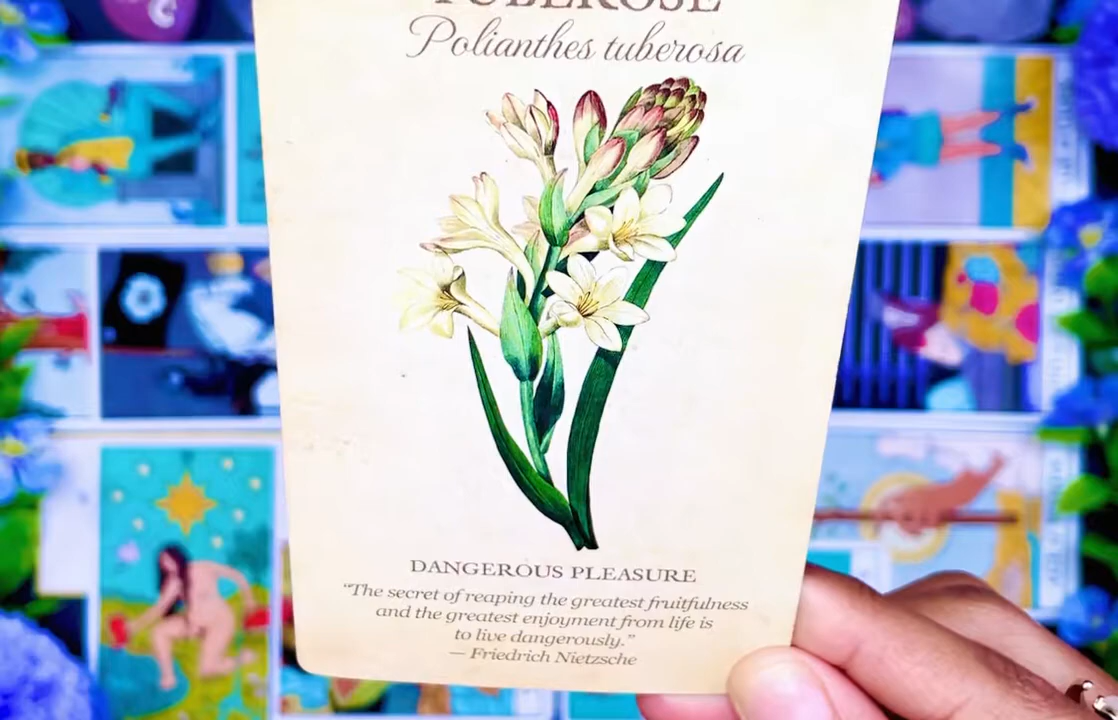 TUBEROSE
Polianthes tuberosa
DANGEROUS PLEASURE
“The secret of reaping the greatest fruitfulness
and the greatest enjoyment from life is
to live dangerously.”
— Friedrich Nietzsche